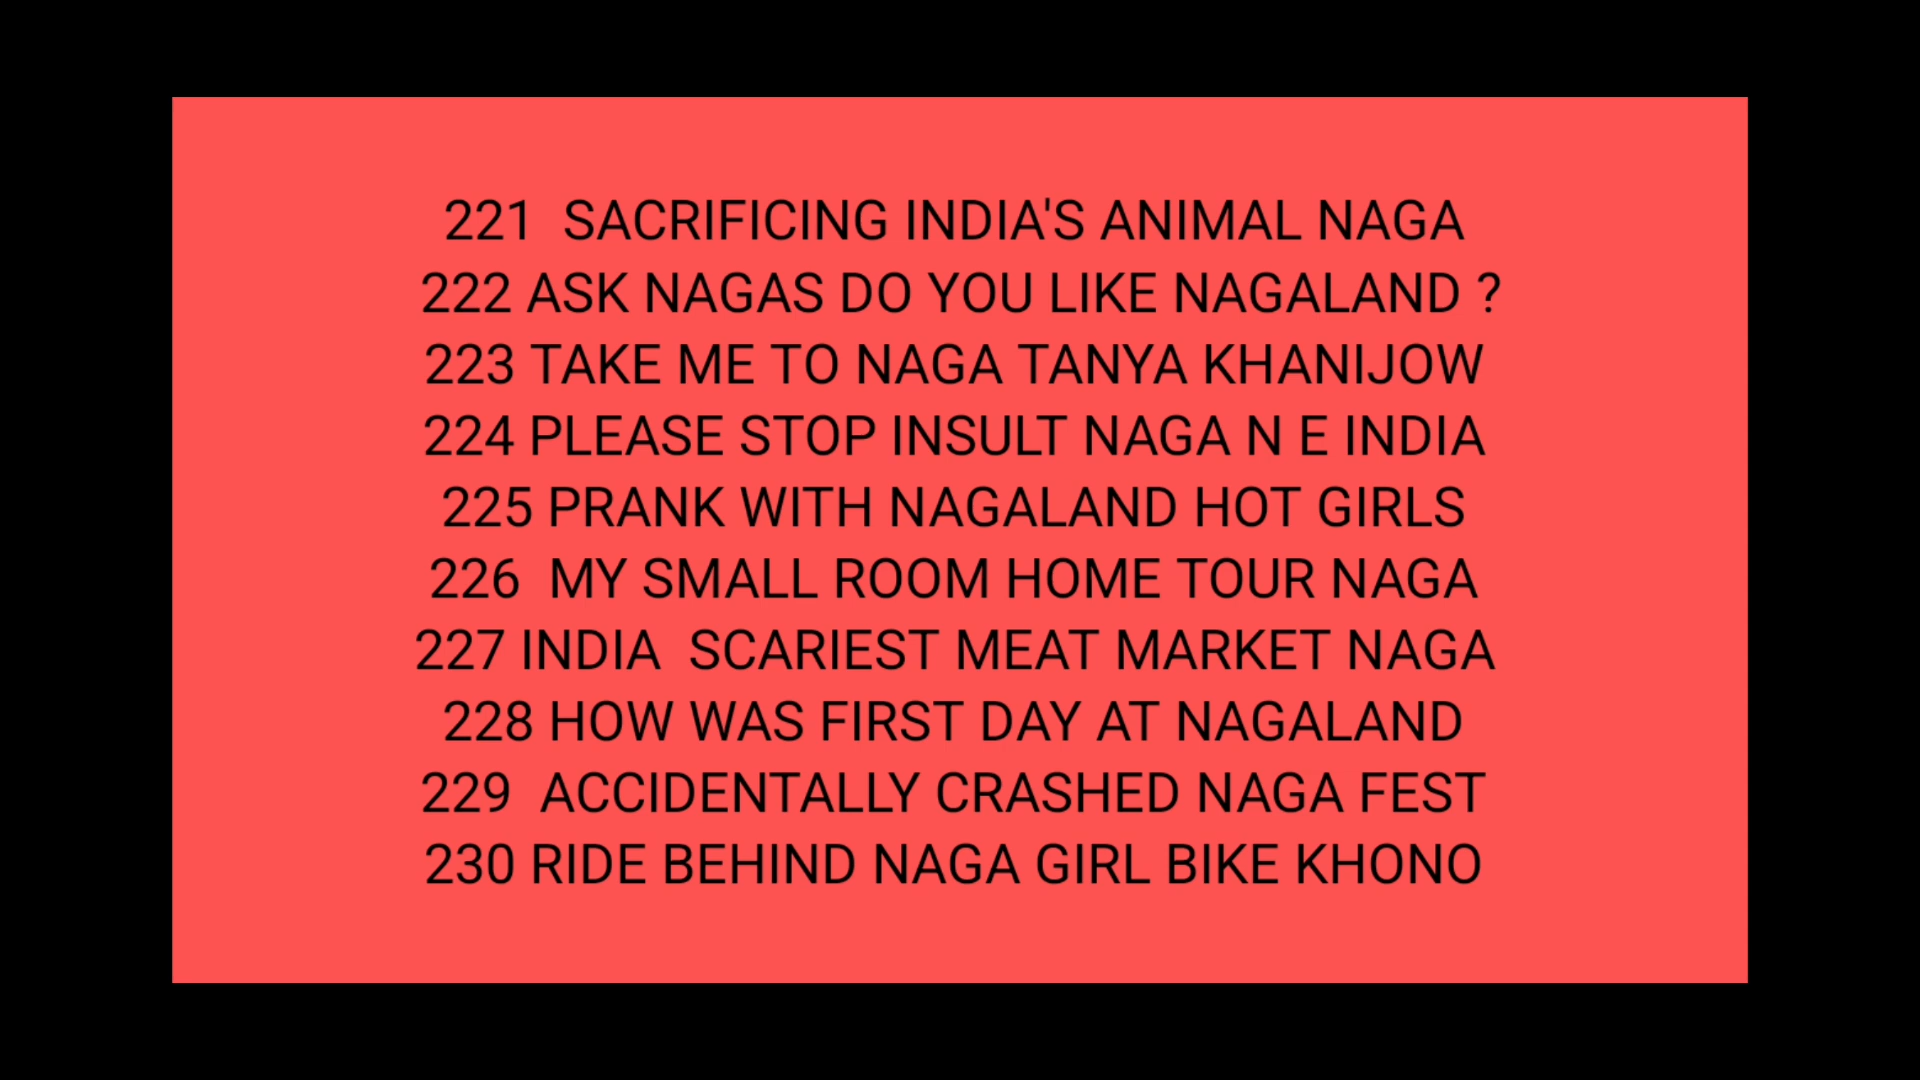 221  SACRIFICING INDIA'S ANIMAL NAGA
222 ASK NAGAS DO YOU LIKE NAGALAND ?
223 TAKE ME TO NAGA TANYA KHANIJOW
224 PLEASE STOP INSULT NAGA N E INDIA
225 PRANK WITH NAGALAND HOT GIRLS
226  MY SMALL ROOM HOME TOUR NAGA
227 INDIA  SCARIEST MEAT MARKET NAGA
228 HOW WAS FIRST DAY AT NAGALAND
229  ACCIDENTALLY CRASHED NAGA FEST
230 RIDE BEHIND NAGA GIRL BIKE KHONO